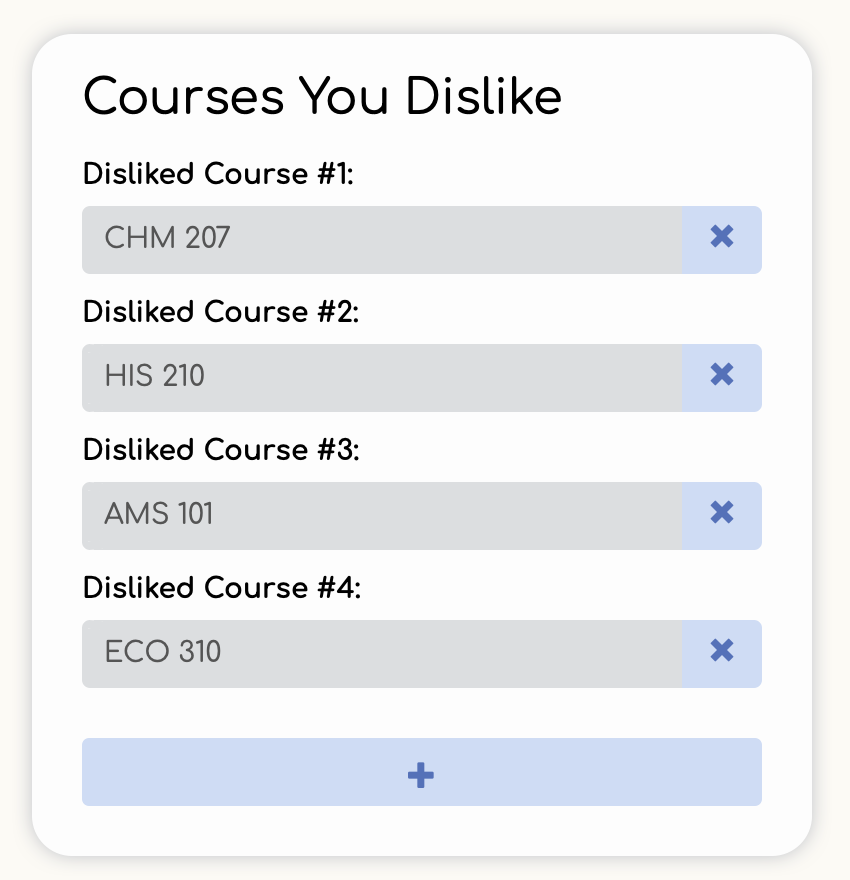 Courses You Dislike
Disliked Course #1:
CHM 207
Disliked Course #2:
HIS 210
Disliked Course #3:
AMS 101
Disliked Course #4:
ECO 310